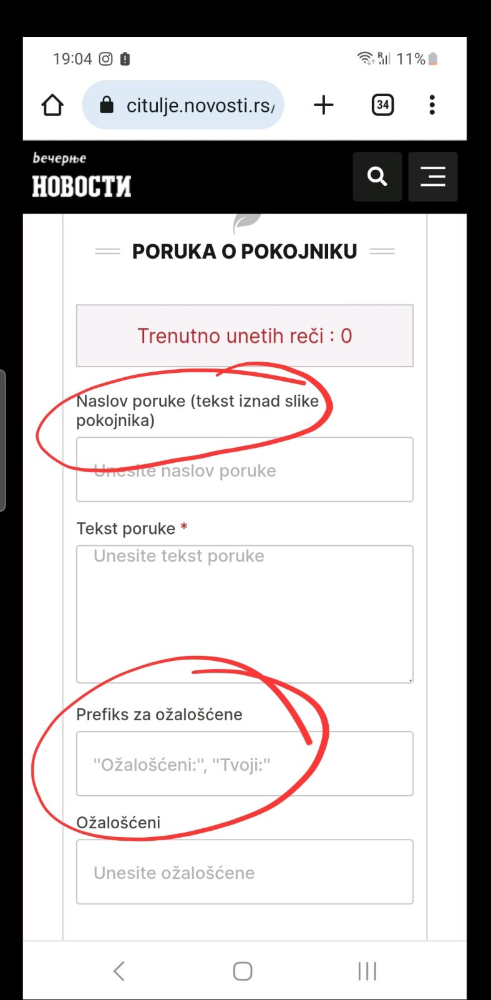 19:04
R 11%
citulje.novosti.rs/
34
вечерње
НОВОСТИ
PORUKA O POKOJNIKU
Trenutno unetih reči : 0
Naslov poruke (tekst iznad slike
pokojnika)
Unesite naslov poruke
Tekst poruke *
Unesite tekst poruke
Prefiks za ožalošćene
"Ožalošćeni:", "Tvoji:"
Ožalošćeni
Unesite ožalošćene